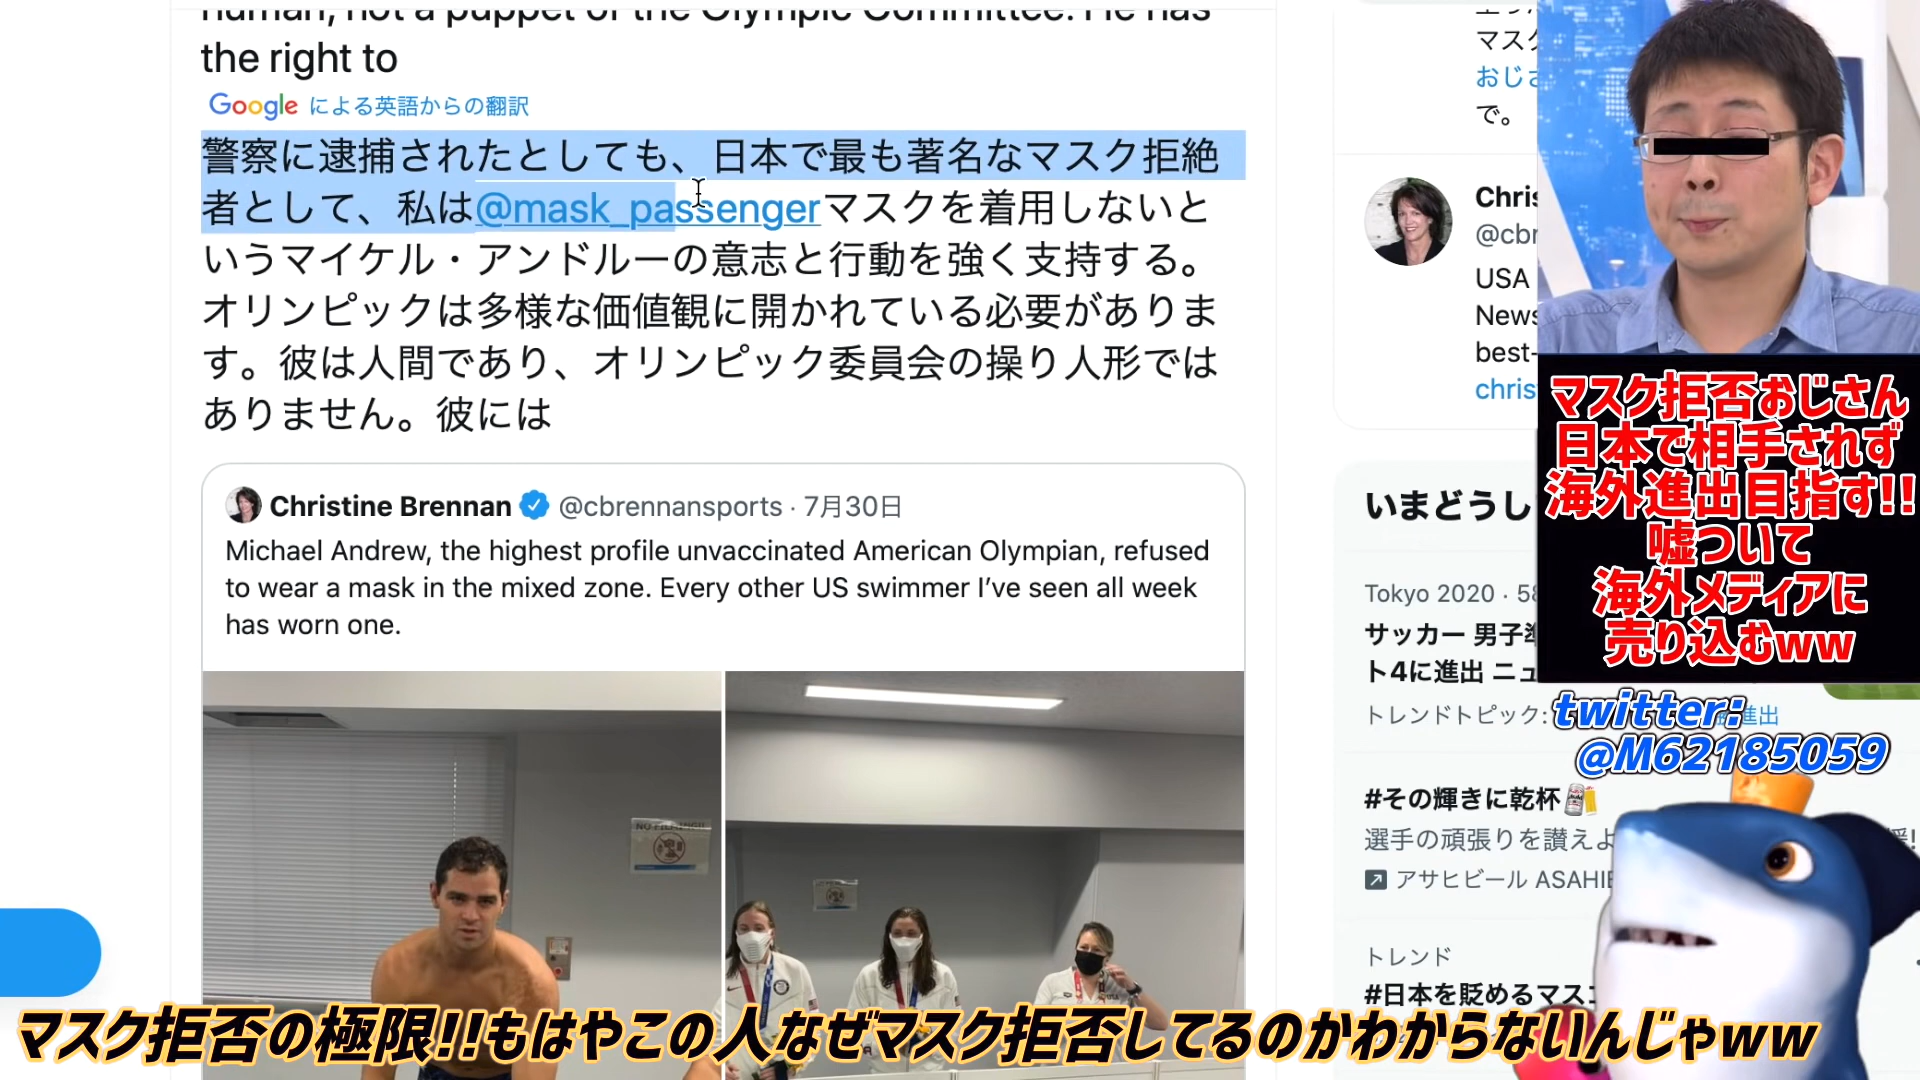 human, not a puppet of the Olympic Committee. He has
the right to
Google による英語からの翻訳
警察に逮捕されたとしても、日本で最も著名なマスク拒絶
者として、私は@mask_passengerマスクを着用しないと
いうマイケル・アンドルーの意志と行動を強く支持する。
オリンピックは多様な価値観に開かれている必要がありま
す。彼は人間であり、オリンピック委員会の操り人形では
ありません。彼には
Christine Brennan @cbrennansports · 7月30日
Michael Andrew, the highest profile unvaccinated American Olympian, refused
to wear a mask in the mixed zone. Every other US swimmer I’ve seen all week
has worn one.
マスク
おじさ
で。
Chris
@cbr
USA
News
best-
chris
いまどうし
Tokyo 2020 · 58
サッカー 男子準
ト4に進出 ニュ
トレンドトピック:
進出
#その輝きに乾杯
選手の頑張りを讃えよ
アサヒビール ASAHIB
トレンド
#日本を貶めるマスコ
マスク拒否おじさん
日本で相手されず
海外進出目指す!!
嘘ついて
海外メディアに
売り込むww
twitter:
@M62185059
マスク拒否の極限!!もはやこの人なぜマスク拒否してるのかわからないんじゃww